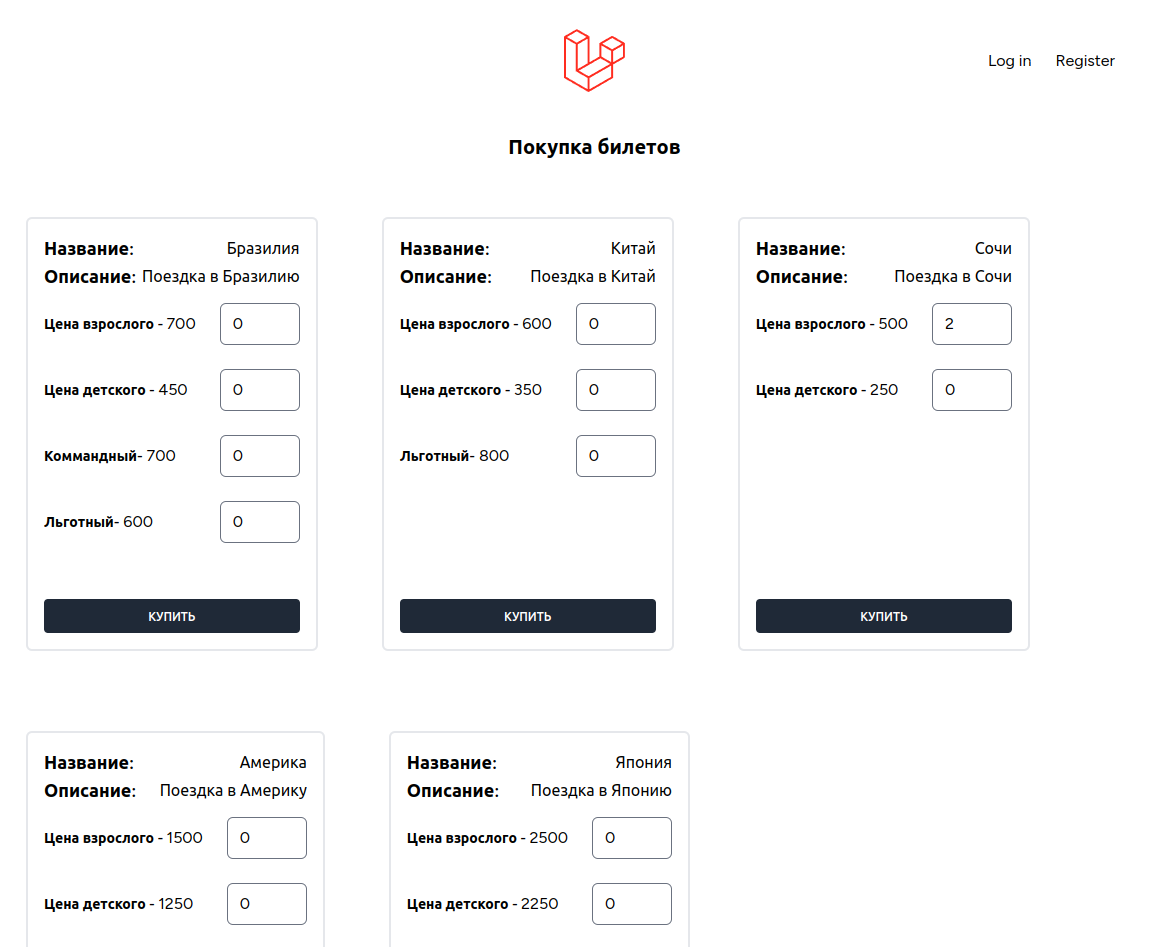 Log in Register
Покупка билетов
Название: Бразилия
Описание: Поездка в Бразилию
Цена взрослого - 700 0
Цена детского - 450 0
Коммандный- 700 0
Льготный- 600 0
КУПИТЬ
Название: Китай
Описание: Поездка в Китай
Цена взрослого - 600 0
Цена детского - 350 0
Льготный- 800 0
КУПИТЬ
Название: Сочи
Описание: Поездка в Сочи
Цена взрослого - 500 2
Цена детского - 250 0
КУПИТЬ
Название: Америка
Описание: Поездка в Америку
Цена взрослого - 1500 0
Цена детского - 1250 0
Название: Япония
Описание: Поездка в Японию
Цена взрослого - 2500 0
Цена детского - 2250 0